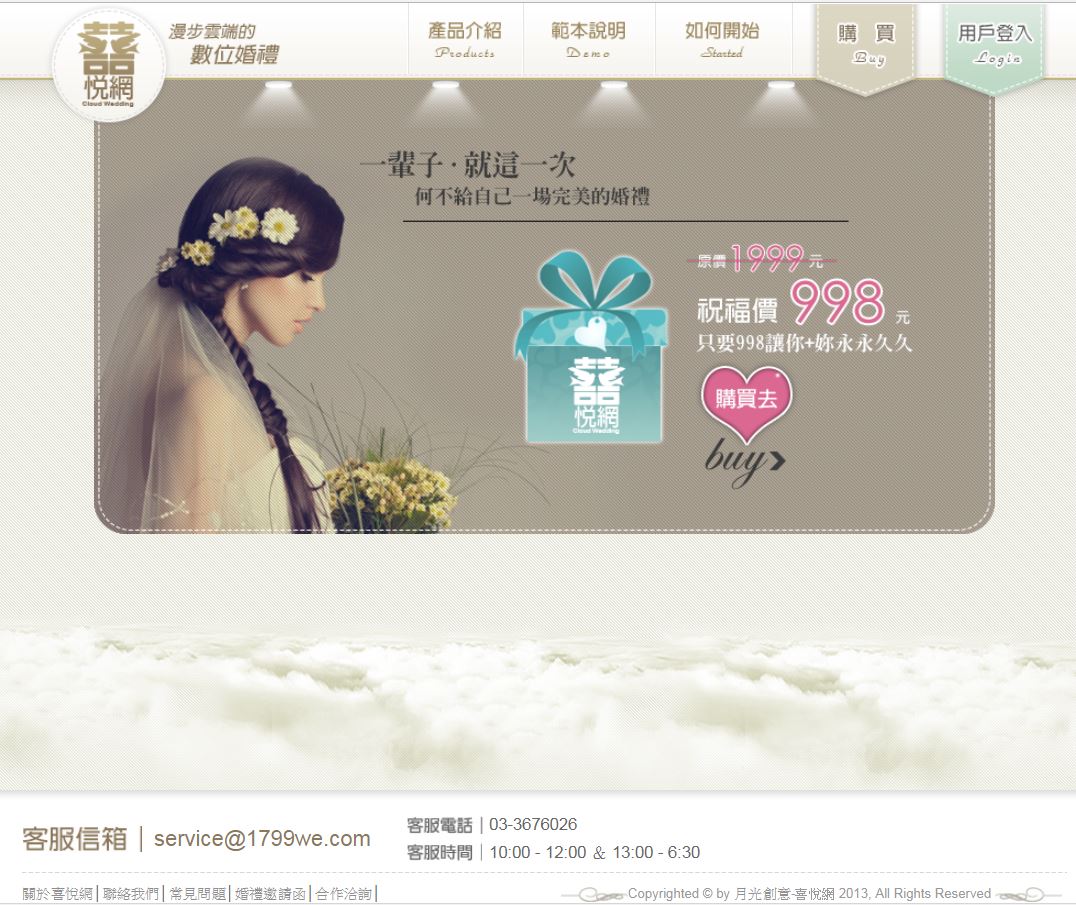 囍
悦網
Cloud Wedding
漫步雲端的
數位婚禮
產品介紹
Products
範本說明
Demo
如何開始
Started
購 買
Buy
用戶登入
Login
一輩子·就這一次
何不給自己一場完美的婚禮
原價1999元
祝福價 998 元
只要998讓你+妳永永久久
囍
悦網
Cloud Wedding
購買去
buy
客服信箱 | service@1799we.com
客服電話 | 03-3676026
客服時間 | 10:00 - 12:00 & 13:00 - 6:30
關於喜悅網 | 聯絡我們 | 常見問題 | 婚禮邀請函 | 合作洽詢 |
Copyrighted © by 月光創意-喜悅網 2013, All Rights Reserved